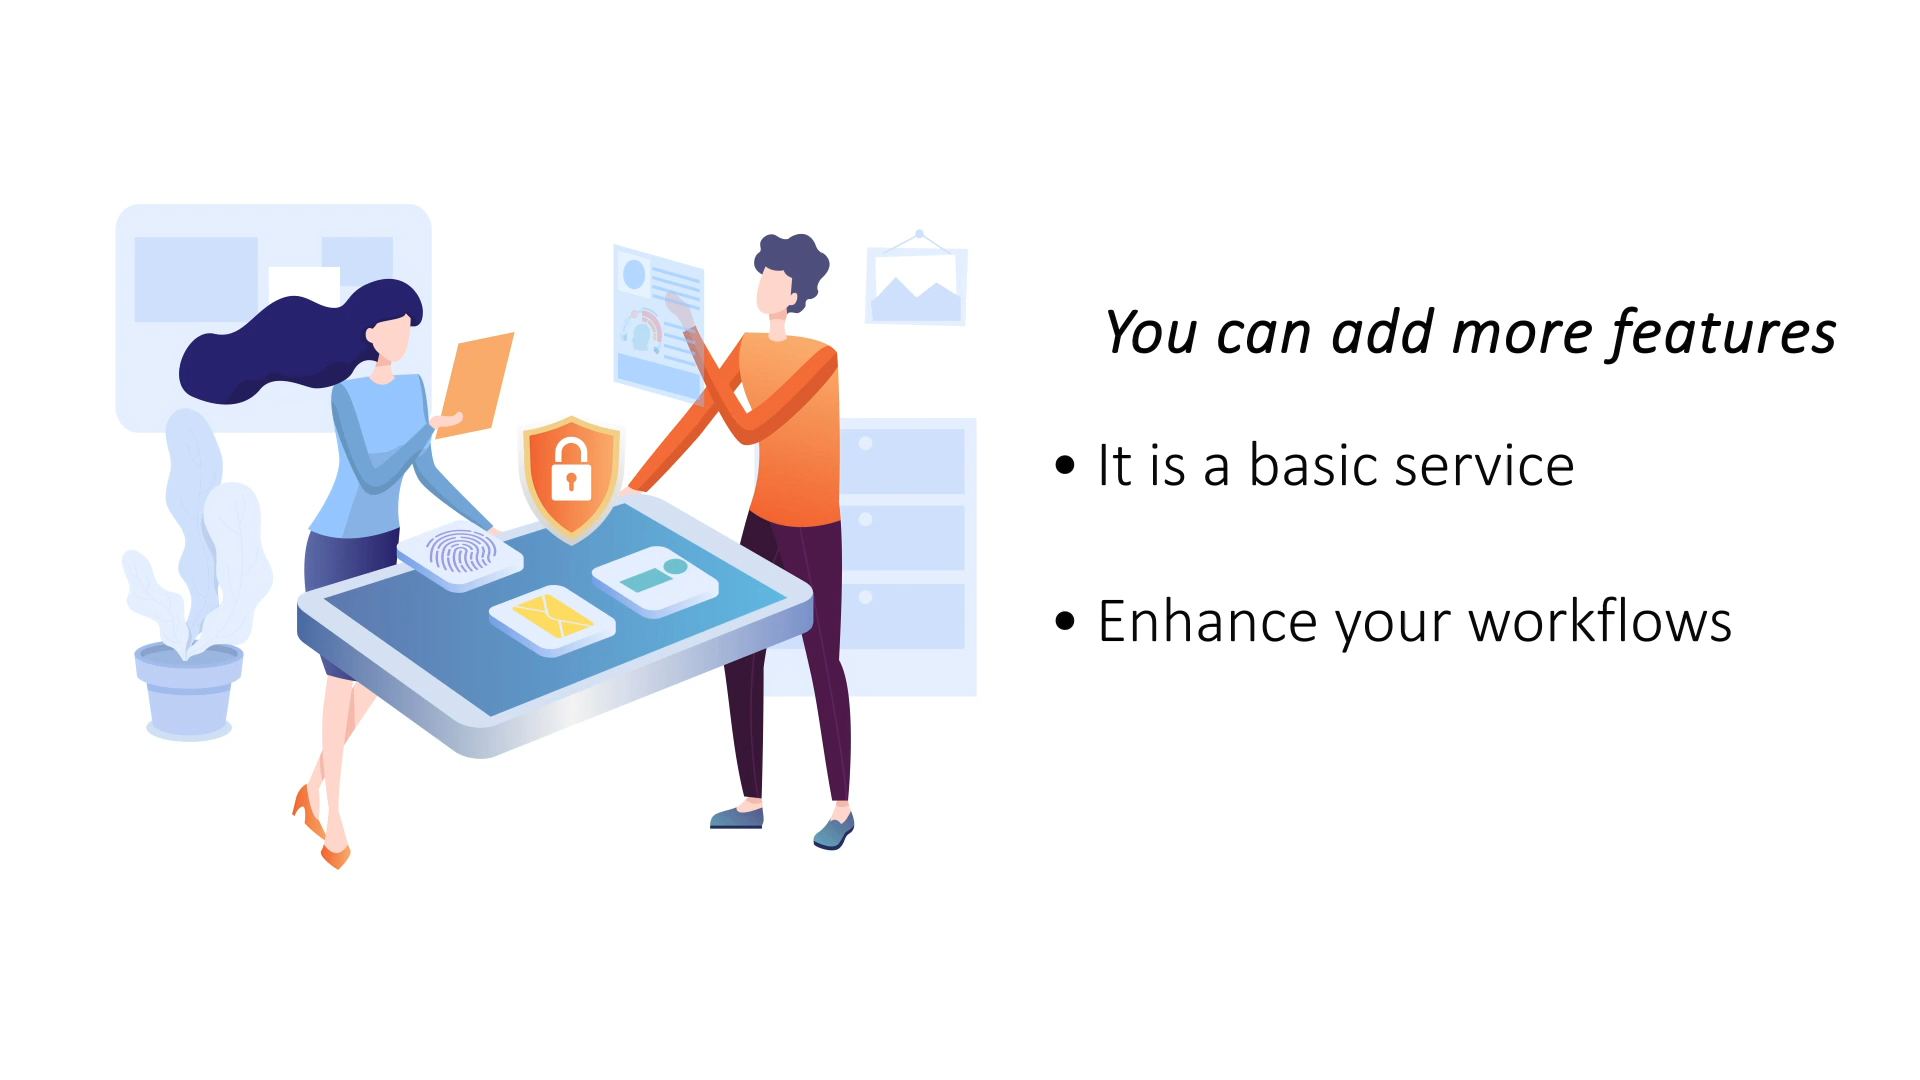 You can add more features
• It is a basic service
• Enhance your workflows